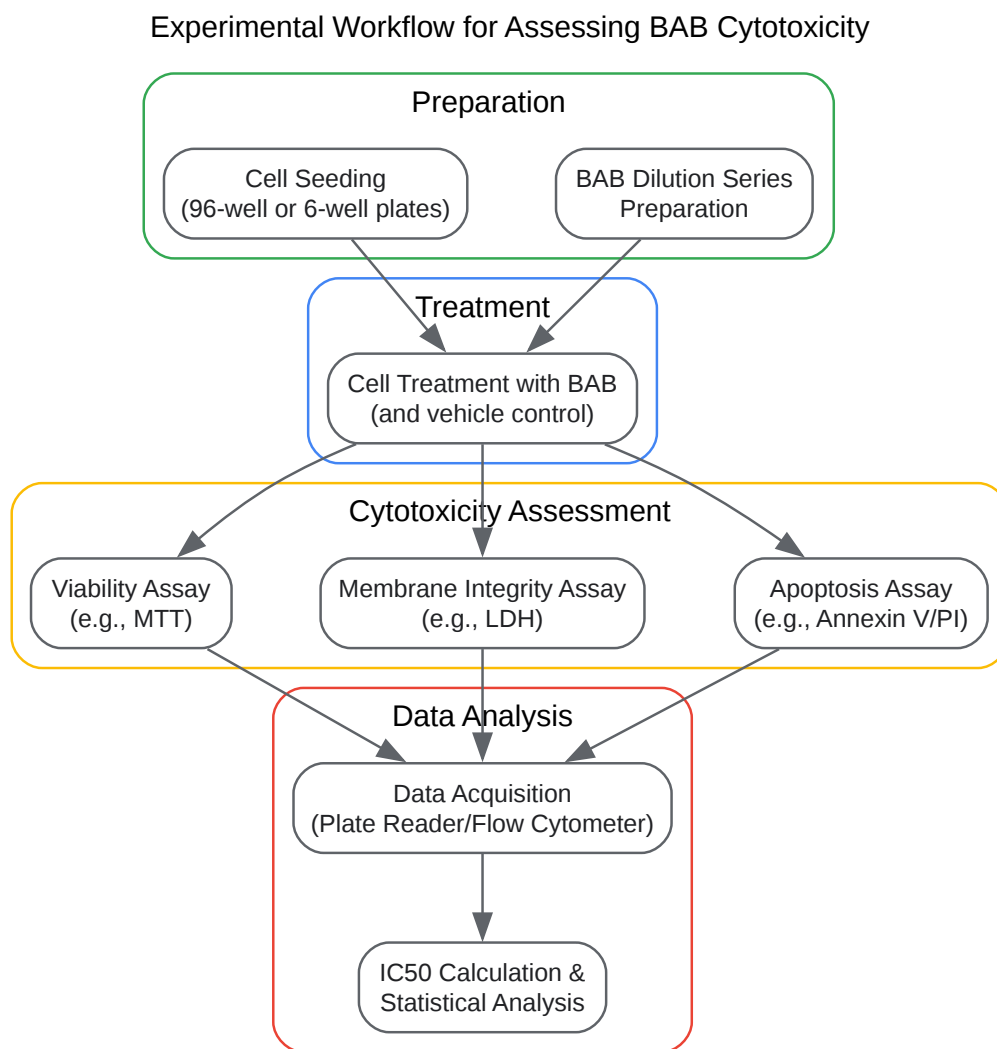 Experimental Workflow for Assessing BAB Cytotoxicity
Preparation
Cell Seeding
(96-well or 6-well plates)
BAB Dilution Series
Preparation
Treatment
Cell Treatment with BAB
(and vehicle control)
Cytotoxicity Assessment
Viability Assay
(e.g., MTT)
Membrane Integrity Assay
(e.g., LDH)
Apoptosis Assay
(e.g., Annexin V/PI)
Data Analysis
Data Acquisition
(Plate Reader/Flow Cytometer)
IC50 Calculation &
Statistical Analysis